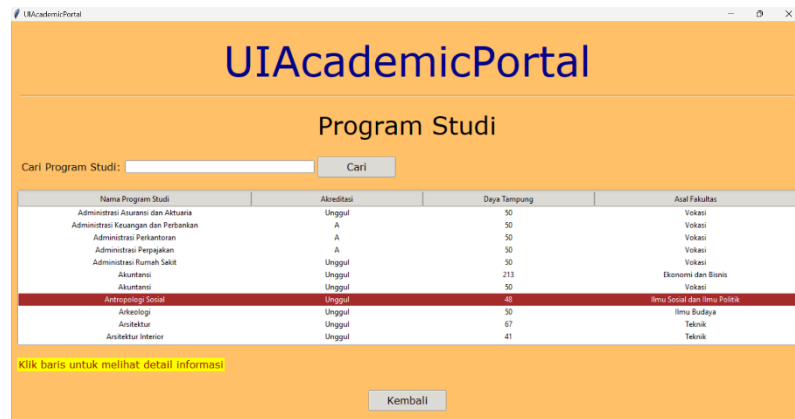 UIAcademicPortal
UIAcademicPortal
Program Studi
Cari Program Studi: Cari
Nama Program Studi Akreditasi Daya Tampung Asal Fakultas
Administrasi Asuransi dan Aktuaria Unggul 50 Vokasi
Administrasi Keuangan dan Perbankan A 50 Vokasi
Administrasi Perkantoran A 50 Vokasi
Administrasi Perpajakan A 50 Vokasi
Administrasi Rumah Sakit Unggul 50 Vokasi
Akuntansi Unggul 213 Ekonomi dan Bisnis
Akuntansi Unggul 50 Vokasi
Antropologi Sosial Unggul 48 Ilmu Sosial dan Ilmu Politik
Arkeologi Unggul 50 Ilmu Budaya
Arsitektur Unggul 67 Teknik
Arsitektur Interior Unggul 41 Teknik
Klik baris untuk melihat detail informasi
Kembali